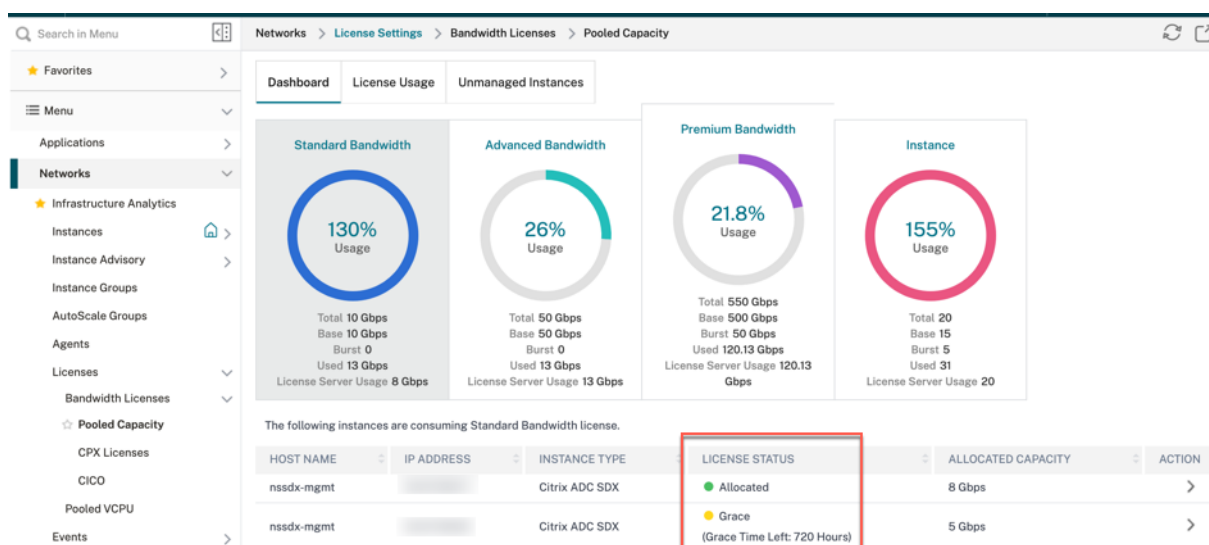 Search in Menu
Networks > License Settings > Bandwidth Licenses > Pooled Capacity
Favorites
Menu
Applications
Networks
Infrastructure Analytics
Instances
Instance Advisory
Instance Groups
AutoScale Groups
Agents
Licenses
Bandwidth Licenses
Pooled Capacity
CPX Licenses
CICO
Pooled VCPU
Events
Dashboard License Usage Unmanaged Instances
Standard Bandwidth
130%
Usage
Total 10 Gbps
Base 10 Gbps
Burst 0
Used 13 Gbps
License Server Usage 8 Gbps
Advanced Bandwidth
26%
Usage
Total 50 Gbps
Base 50 Gbps
Burst 0
Used 13 Gbps
License Server Usage 13 Gbps
Premium Bandwidth
21.8%
Usage
Total 550 Gbps
Base 500 Gbps
Burst 50 Gbps
Used 120.13 Gbps
License Server Usage 120.13
Gbps
Instance
155%
Usage
Total 20
Base 15
Burst 5
Used 31
License Server Usage 20
The following instances are consuming Standard Bandwidth license.
HOST NAME IP ADDRESS INSTANCE TYPE LICENSE STATUS ALLOCATED CAPACITY ACTION
nssdx-mgmt Citrix ADC SDX Allocated 8 Gbps
nssdx-mgmt Citrix ADC SDX Grace 5 Gbps
(Grace Time Left: 720 Hours)